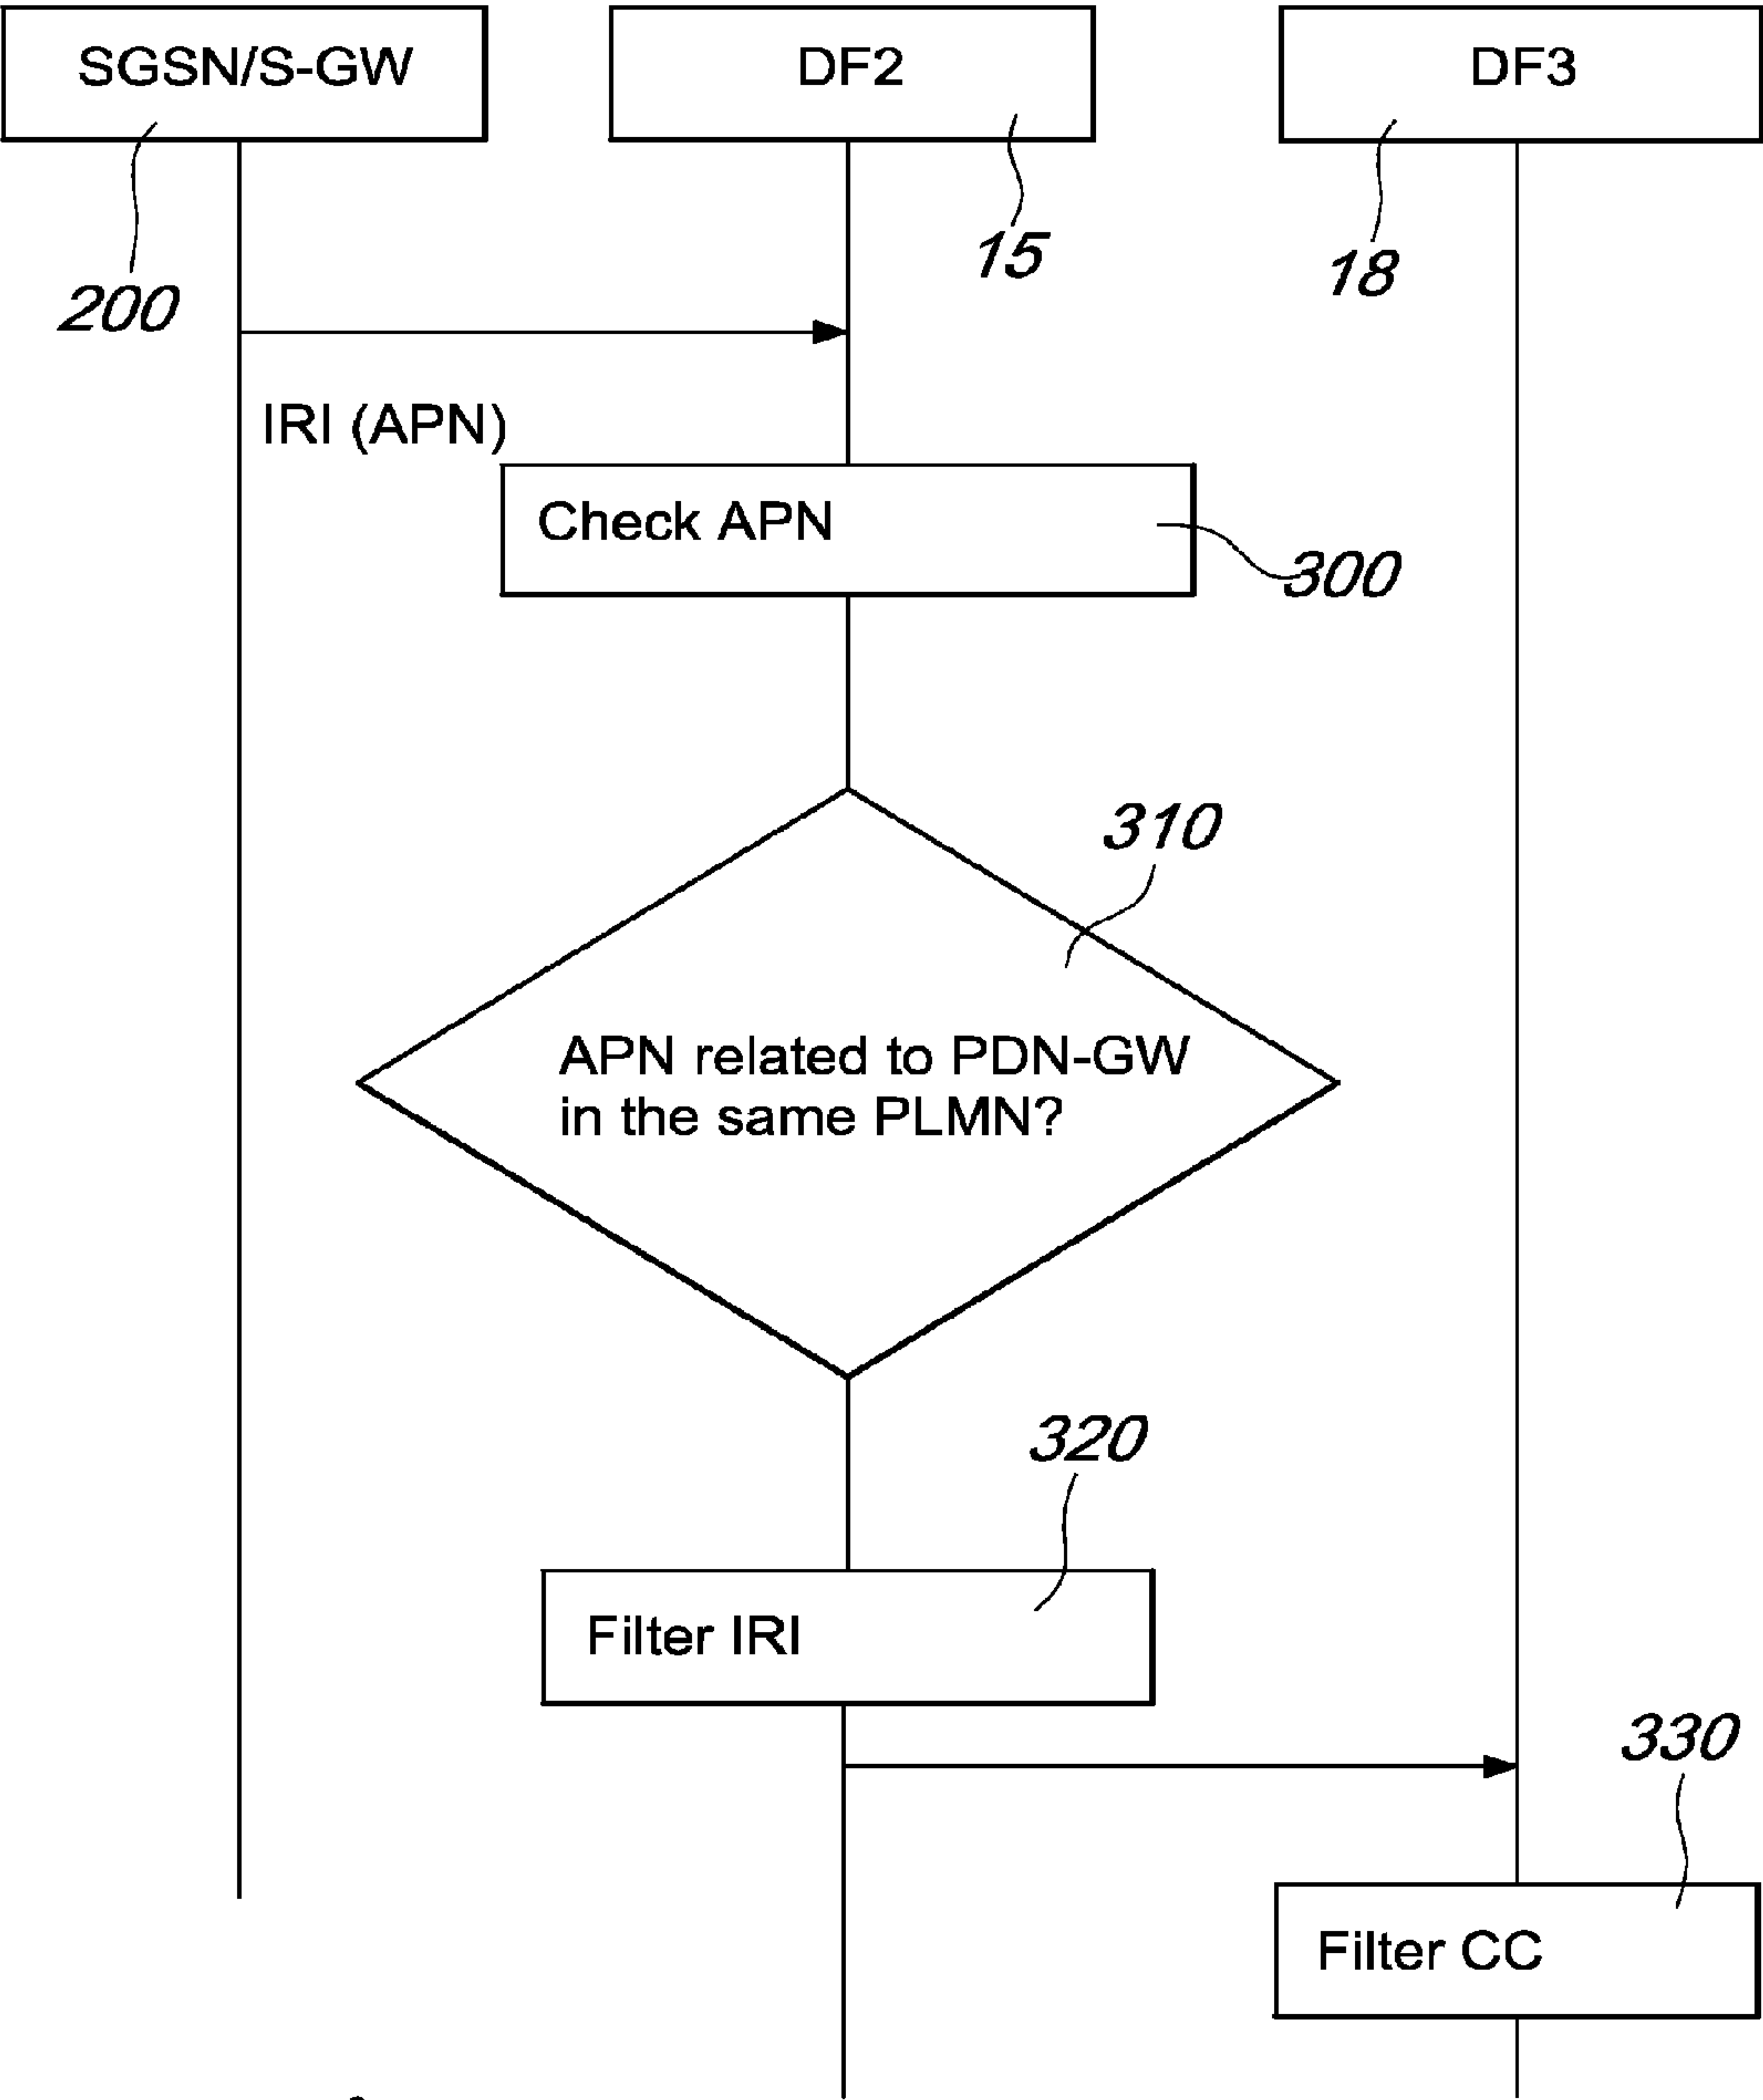 SGSN/S-GW
DF2
DF3
200
15
18
IRI (APN)
Check APN
300
310
APN related to PDN-GW
in the same PLMN?
320
Filter IRI
330
Filter CC